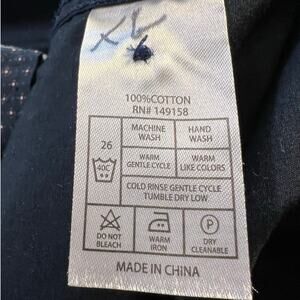 XL
100%COTTON
RN# 149158
MACHINE WASH
HAND WASH
26
40C
WARM GENTLE CYCLE
WARM LIKE COLORS
COLD RINSE GENTLE CYCLE
TUMBLE DRY LOW
DO NOT BLEACH
WARM IRON
P
DRY CLEANABLE
MADE IN CHINA